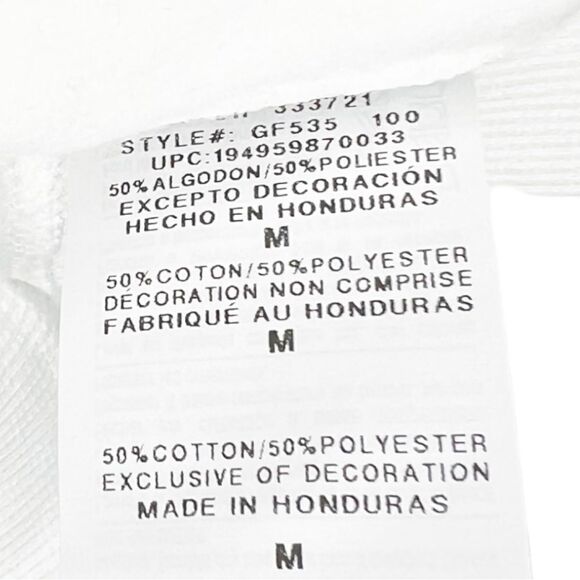 333721
STYLE#: GF535 100
UPC:194959870033
50%ALGODON/50%POLIESTER
EXCEPTO DECORACIÓN
HECHO EN HONDURAS
M
50%COTON/50%POLYESTER
DÉCORATION NON COMPRISE
FABRIQUÉ AU HONDURAS
M
50%COTTON/50%POLYESTER
EXCLUSIVE OF DECORATION
MADE IN HONDURAS
M